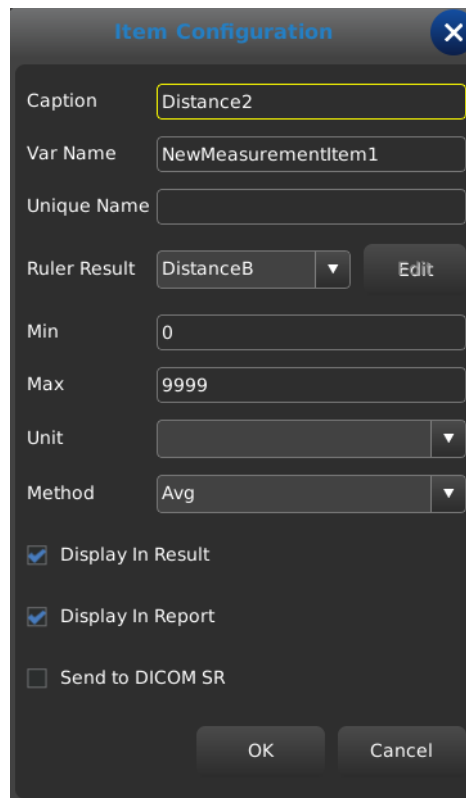 Item Configuration
Caption Distance2
Var Name NewMeasurementItem1
Unique Name
Ruler Result DistanceB Edit
Min 0
Max 9999
Unit
Method Avg
Display In Result
Display In Report
Send to DICOM SR
OK Cancel